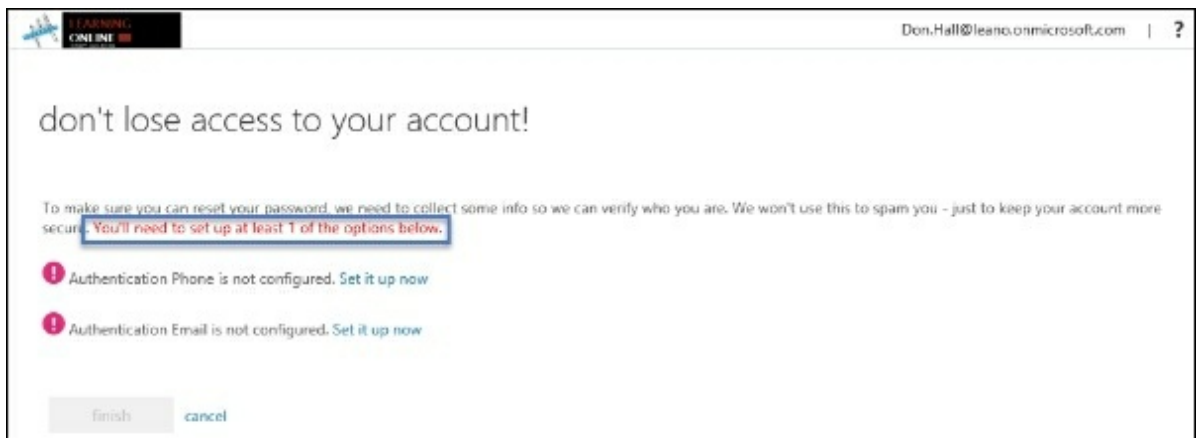 LEARNING
ONLINE
Don.Hall@leano.onmicrosoft.com | ?
don't lose access to your account!
To make sure you can reset your password, we need to collect some info so we can verify who you are. We won't use this to spam you - just to keep your account more
secure. You'll need to set up at least 1 of the options below.
! Authentication Phone is not configured. Set it up now
! Authentication Email is not configured. Set it up now
finish cancel